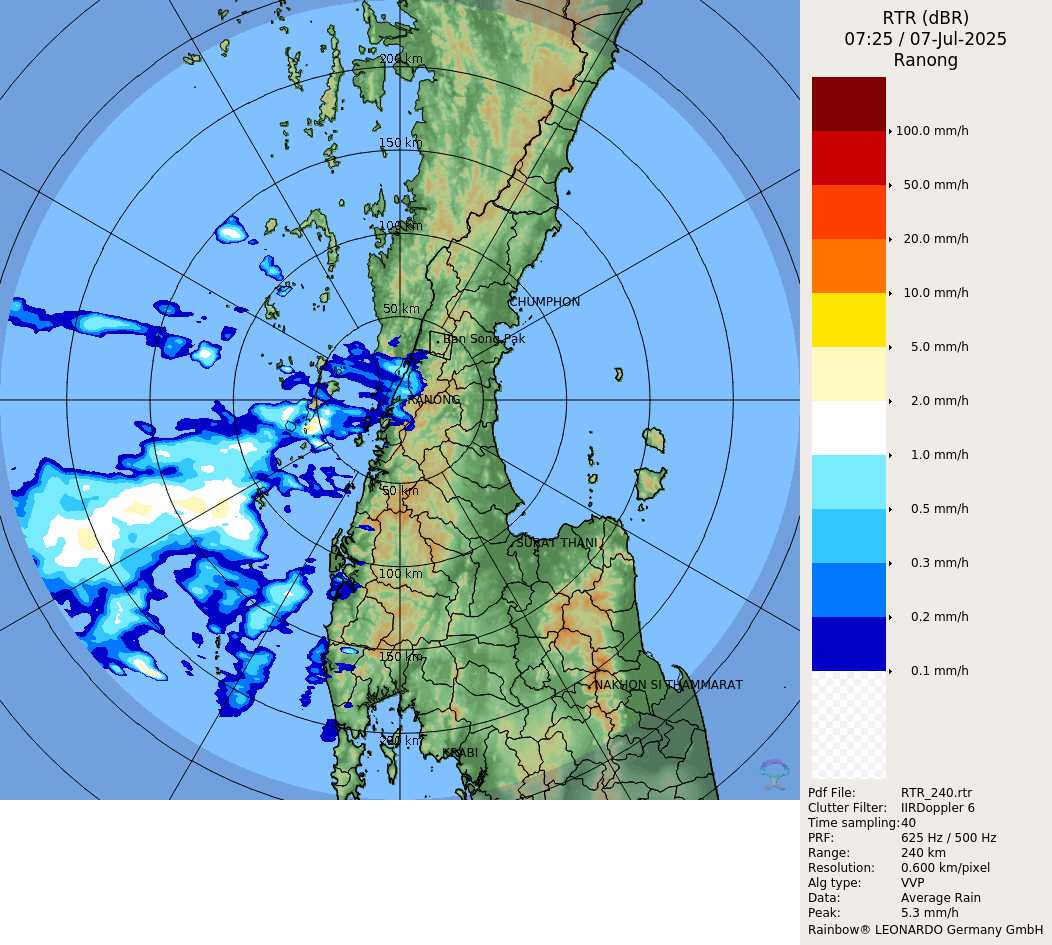 200 km
150 km
100 km
50 km
CHUMPHON
Ban Song Pak
RANONG
50 km
SURAT THANI
100 km
150 km
NAKHON SI THAMMARAT
200 km
KRABI
RTR (dBR)
07:25 / 07-Jul-2025
Ranong
100.0 mm/h
50.0 mm/h
20.0 mm/h
10.0 mm/h
5.0 mm/h
2.0 mm/h
1.0 mm/h
0.5 mm/h
0.3 mm/h
0.2 mm/h
0.1 mm/h
Pdf File: RTR_240.rtr
Clutter Filter: IIRDoppler 6
Time sampling: 40
PRF: 625 Hz / 500 Hz
Range: 240 km
Resolution: 0.600 km/pixel
Alg type: VVP
Data: Average Rain
Peak: 5.3 mm/h
Rainbow® LEONARDO Germany GmbH